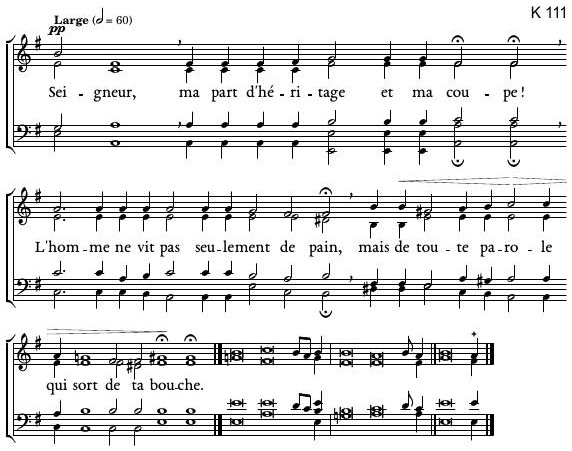 K 111
Large (𝅗𝅥 = 60)
pp
Sei - gneur, ma part d'hé - ri - tage et ma cou - pe!
L'hom - me ne vit pas seu - lement de pain, mais de tou - te pa - ro - le
qui sort de ta bou - che.